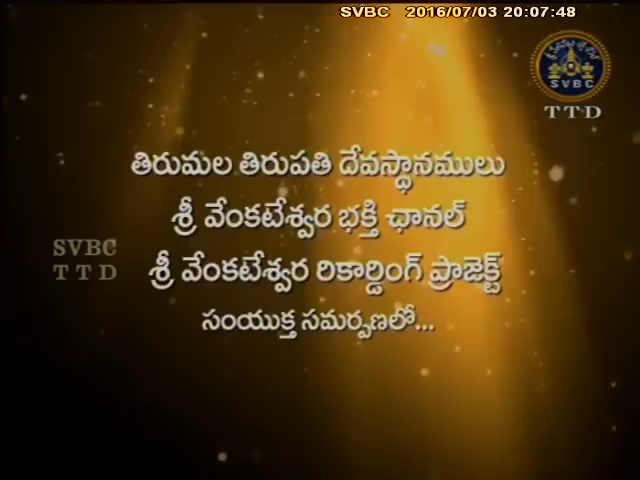 SVBC 2016/07/03 20:07:48
SVBC
TTD
తిరుమల తిరుపతి దేవస్థానములు
శ్రీ వేంకటేశ్వర భక్తి ఛానల్
SVBC
TTD
శ్రీ వేంకటేశ్వర రికార్డింగ్ ప్రాజెక్ట్
సంయుక్త సమర్పణలో...